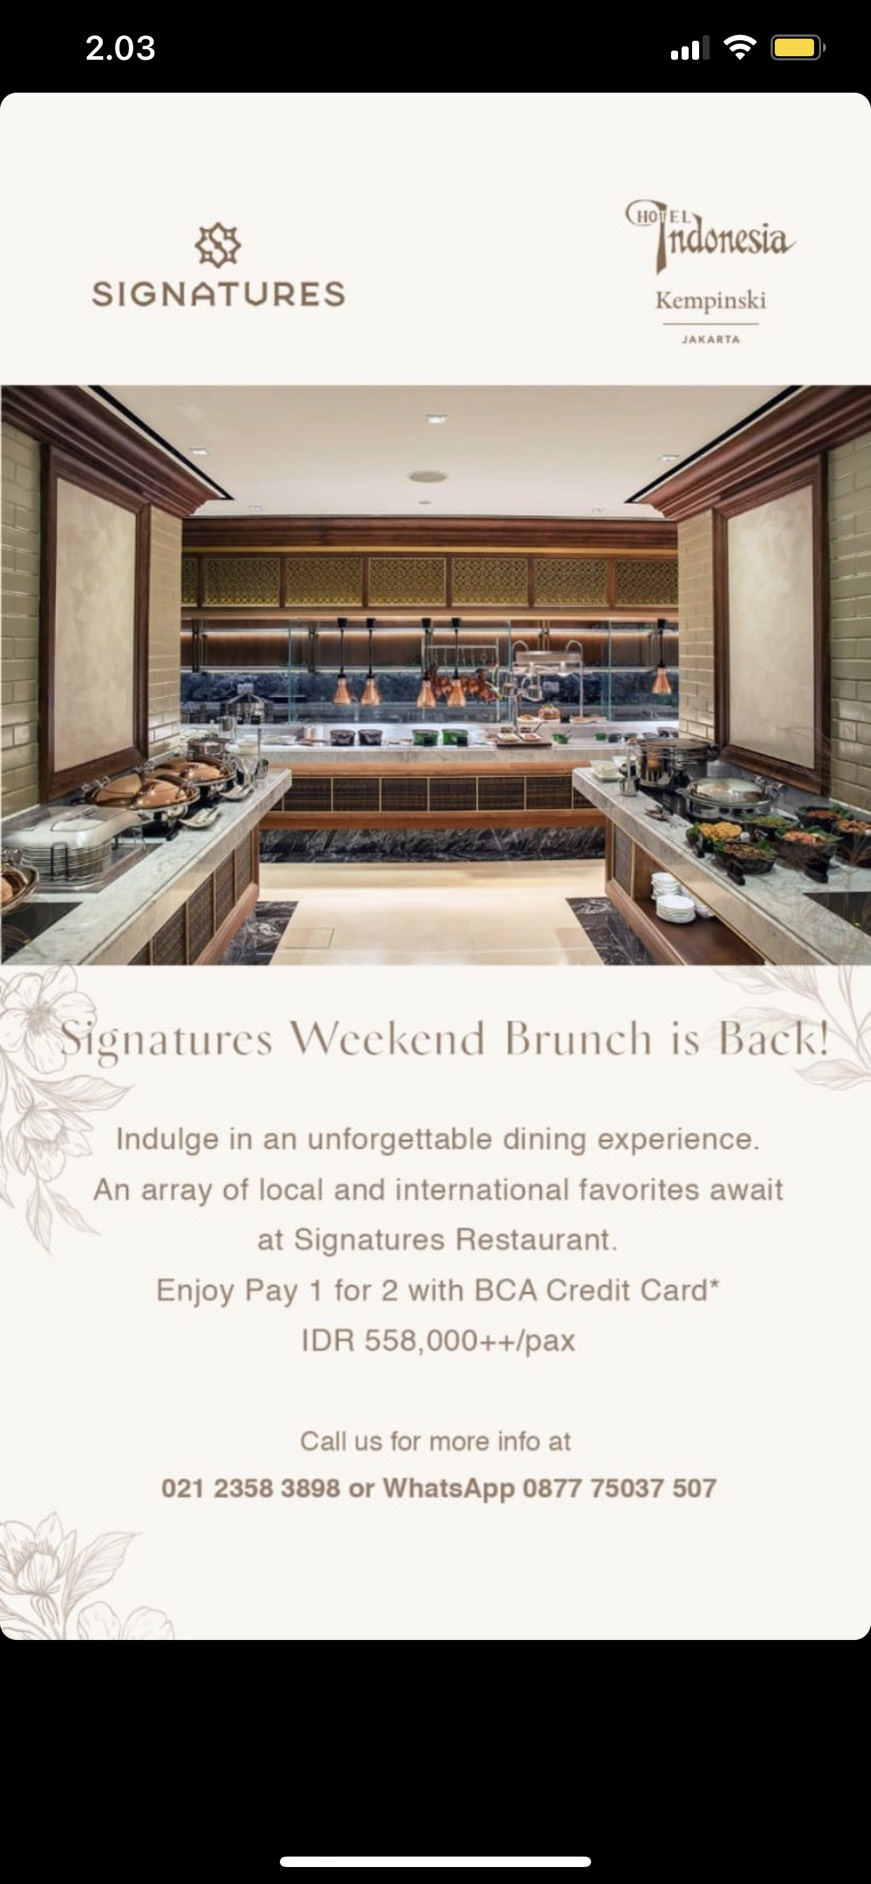 2.03
SIGNATURES
HOTEL
Indonesia
Kempinski
JAKARTA
Signatures Weekend Brunch is Back!
Indulge in an unforgettable dining experience.
An array of local and international favorites await
at Signatures Restaurant.
Enjoy Pay 1 for 2 with BCA Credit Card*
IDR 558,000++/pax
Call us for more info at
021 2358 3898 or WhatsApp 0877 75037 507